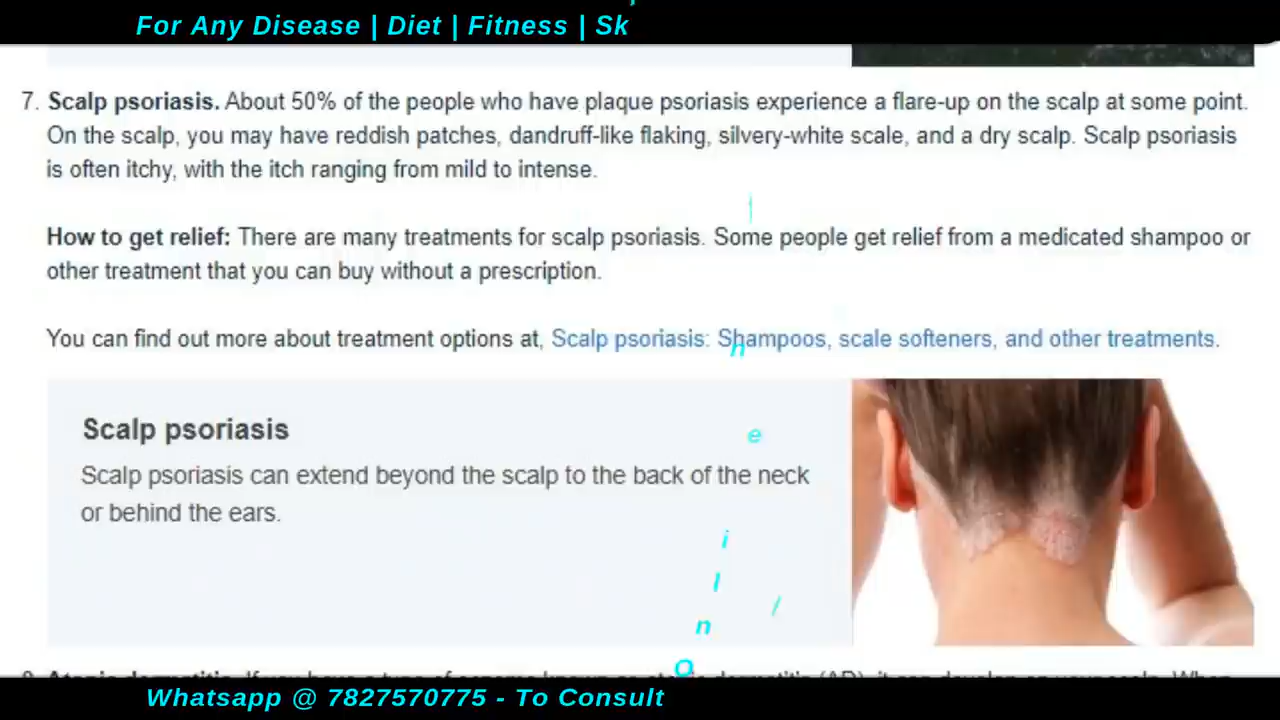 For Any Disease | Diet | Fitness | Sk
7. Scalp psoriasis. About 50% of the people who have plaque psoriasis experience a flare-up on the scalp at some point.
On the scalp, you may have reddish patches, dandruff-like flaking, silvery-white scale, and a dry scalp. Scalp psoriasis
is often itchy, with the itch ranging from mild to intense.
How to get relief: There are many treatments for scalp psoriasis. Some people get relief from a medicated shampoo or
other treatment that you can buy without a prescription.
You can find out more about treatment options at, Scalp psoriasis: Shampoos, scale softeners, and other treatments.
Scalp psoriasis
Scalp psoriasis can extend beyond the scalp to the back of the neck
or behind the ears.
n
e
i
l
/
n
O
Whatsapp @ 7827570775 - To Consult